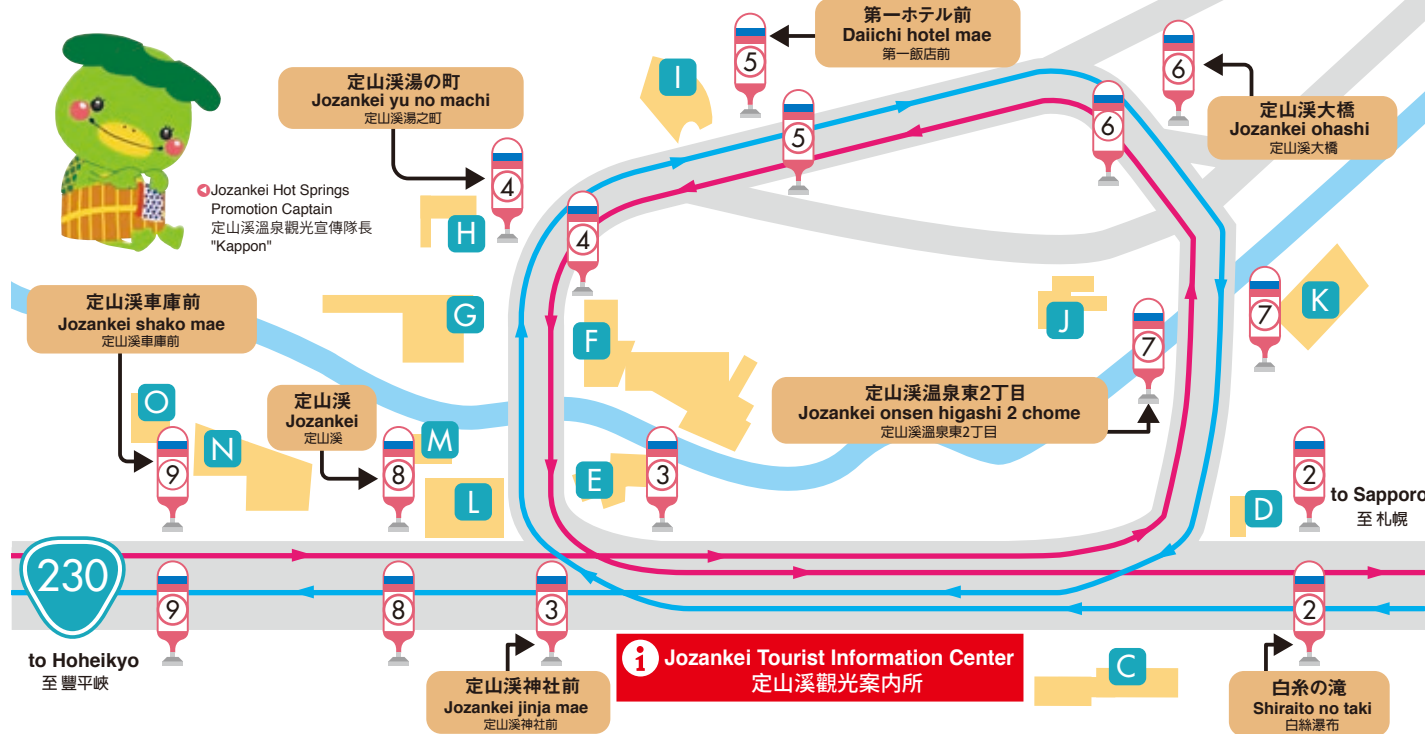 第一ホテル前
Daiichi hotel mae
第一飯店前
5
I
6
定山渓湯の町
Jozankei yu no machi
定山溪湯之町
定山渓大橋
Jozankei ohashi
定山溪大橋
5
6
4
Jozankei Hot Springs
Promotion Captain
定山溪溫泉觀光宣傳隊長
"Kappon"
H
4
定山渓車庫前
Jozankei shako mae
定山溪車庫前
G
F
J
7
7
K
定山渓温泉東2丁目
Jozankei onsen higashi 2 chome
定山溪溫泉東2丁目
O
定山渓
Jozankei
定山溪
N
M
9
8
L
E
3
D
2
to Sapporo
至 札幌
230
9
8
3
2
to Hoheikyo
至 豐平峽
i
Jozankei Tourist Information Center
定山溪觀光案内所
C
定山渓神社前
Jozankei jinja mae
定山溪神社前
白糸の滝
Shiraito no taki
白絲瀑布